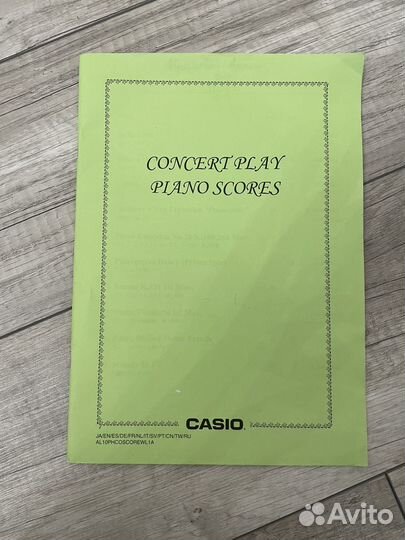 CONCERT PLAY
PIANO SCORES
CASIO
JA/EN/ES/DE/FR/NL/IT/SV/PT/CN/TW/RU
AL10PHCOSCOREWL1A
Avito